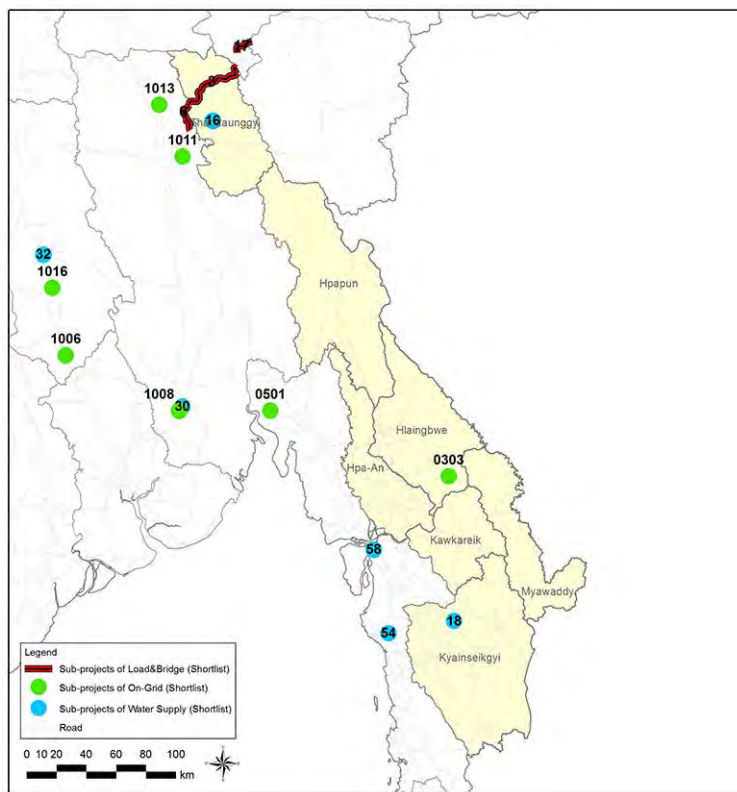 1013
16
1011
32
1016
Hpapun
1006
1008
30
0501
Hlaingbwe
0303
Hpa-An
58
Kawkareik
Myawaddy
18
54
Kyainseikgyi
Legend
Sub-projects of Load&Bridge (Shortlist)
Sub-projects of On-Grid (Shortlist)
Sub-projects of Water Supply (Shortlist)
Road
0 10 20 40 60 80 100
km